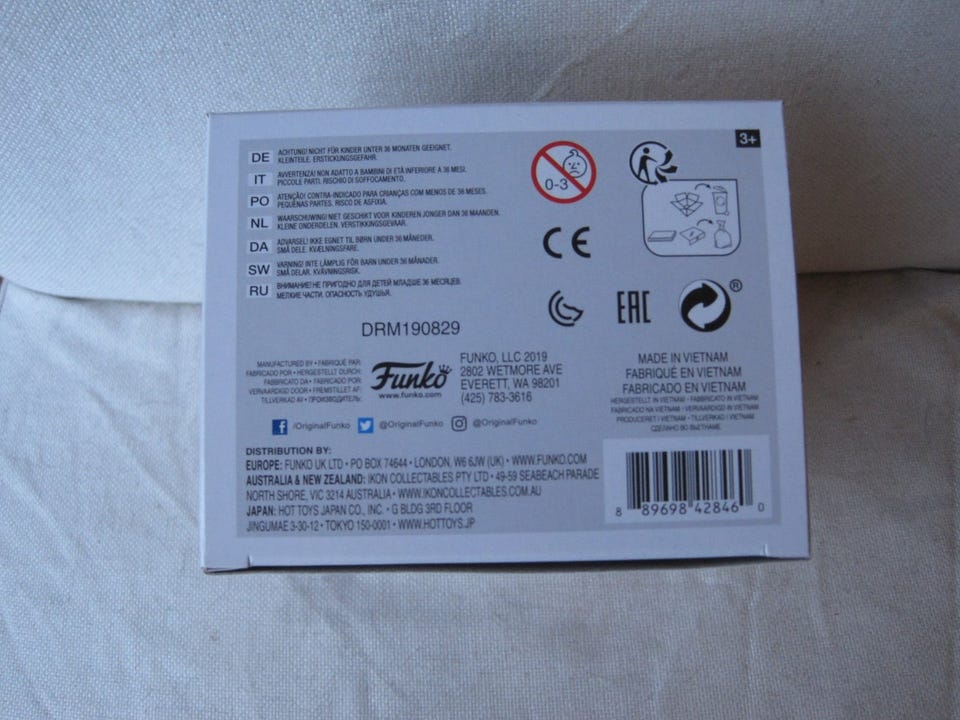 3+
DE ACHTUNG! NICHT FÜR KINDER UNTER 36 MONATEN GEEIGNET.
KLEINTEILE. ERSTICKUNGSGEFAHR.
IT AVVERTENZA! NON ADATTO A BAMBINI DI ETÀ INFERIORE A 36 MESI.
PICCOLE PARTI. RISCHIO DI SOFFOCAMENTO.
PO ATENÇÃO! CONTRA-INDICADO PARA CRIANÇAS COM MENOS DE 36 MESES.
PEQUENAS PARTES. RISCO DE ASFIXIA.
NL WAARSCHUWING! NIET GESCHIKT VOOR KINDEREN JONGER DAN 36 MAANDEN.
KLEINE ONDERDELEN. VERSTIKKINGSGEVAAR.
DA ADVARSEL! IKKE EGNET TIL BØRN UNDER 36 MÅNEDER.
SMÅ DELE. KVÆLNINGSFARE.
SW VARNING! INTE LÄMPLIG FÖR BARN UNDER 36 MÅNADER.
SMÅ DELAR. KVÄVNINGSRISK.
RU ВНИМАНИЕ! НЕ ПРИГОДНО ДЛЯ ДЕТЕЙ МЛАДШЕ 36 МЕСЯЦЕВ.
МЕЛКИЕ ЧАСТИ. ОПАСНОСТЬ УДУШЬЯ.
0-3
CE
EAC
®
DRM190829
MANUFACTURED BY • FABRIQUÉ PAR
FABRICADO POR • HERGESTELLT DURCH:
FABBRICATO DA • FABRICADO POR
VERVAARDIGD DOOR • FREMSTILLET AF:
TILLVERKAD AV • ПРОИЗВОДИТЕЛЬ:
Funko
www.funko.com
FUNKO, LLC 2019
2802 WETMORE AVE
EVERETT, WA 98201
(425) 783-3616
MADE IN VIETNAM
FABRIQUÉ EN VIETNAM
FABRICADO EN VIETNAM
HERGESTELLT IN VIETNAM • FABBRICATO IN VIETNAM
FABRICADO NA VIETNAM • VERVAARDIGD IN VIETNAM
PRODUCERET I VIETNAM • TILLVERKAD I VIETNAM
СДЕЛАНО ВО ВЬЕТНАМЕ
/OriginalFunko @OriginalFunko @OriginalFunko
DISTRIBUTION BY:
EUROPE: FUNKO UK LTD • PO BOX 74644 • LONDON, W6 6JW (UK) • WWW.FUNKO.COM
AUSTRALIA & NEW ZEALAND: IKON COLLECTABLES PTY LTD • 49-59 SEABEACH PARADE
NORTH SHORE, VIC 3214 AUSTRALIA • WWW.IKONCOLLECTABLES.COM.AU
JAPAN: HOT TOYS JAPAN CO., INC. • G BLDG 3RD FLOOR
JINGUMAE 3-30-12 • TOKYO 150-0001 • WWW.HOTTOYS.JP
8 89698 42846 0